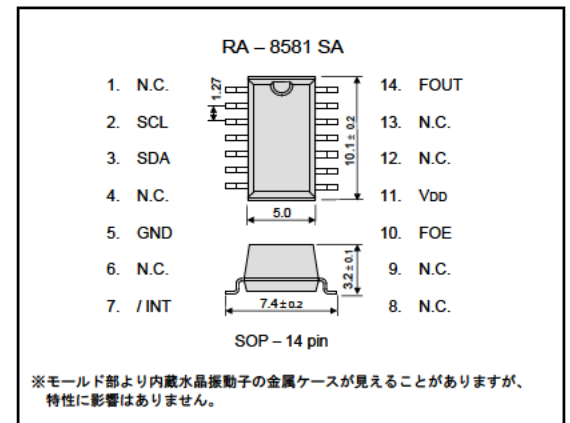 RA – 8581 SA
1. N.C.
2. SCL
3. SDA
4. N.C.
5. GND
6. N.C.
7. / INT
14. FOUT
13. N.C.
12. N.C.
11. VDD
10. FOE
9. N.C.
8. N.C.
1.27
10.1± 0.2
5.0
3.2±0.1
7.4±0.2
SOP – 14 pin
※モールド部より内蔵水晶振動子の金属ケースが見えることがありますが、
特性に影響はありません。